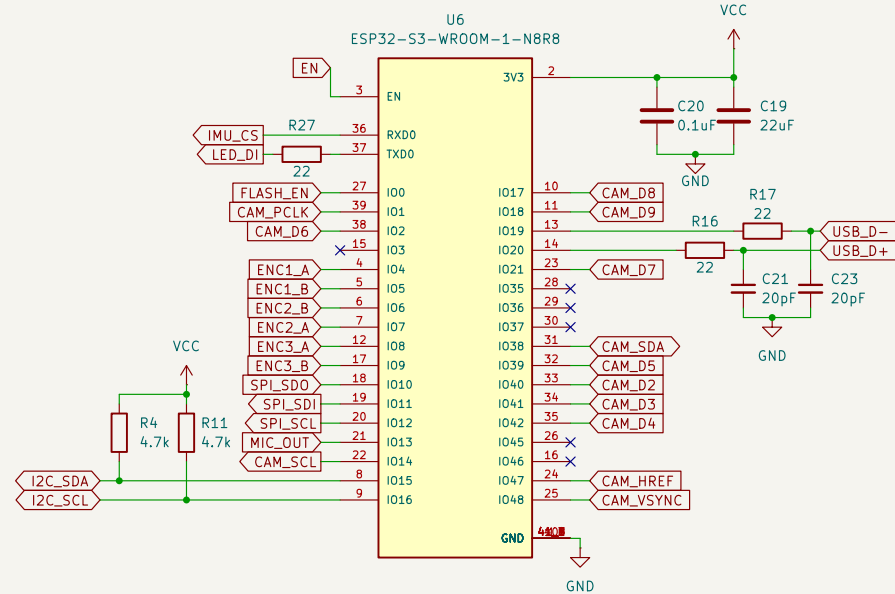 U6
ESP32-S3-WROOM-1-N8R8
VCC
EN
3
EN
3V3
2
C20
0.1uF
C19
22uF
GND
IMU_CS
36
RXD0
R27
LED_DI
22
37
TXD0
FLASH_EN
27
IO0
IO17
10
CAM_D8
CAM_PCLK
39
IO1
IO18
11
CAM_D9
R17
22
CAM_D6
38
IO2
IO19
13
USB_D-
15
IO3
IO20
14
R16
22
USB_D+
ENC1_A
4
IO4
IO21
23
CAM_D7
C21
20pF
C23
20pF
GND
ENC1_B
5
IO5
IO35
28
ENC2_B
6
IO6
IO36
29
ENC2_A
7
IO7
IO37
30
ENC3_A
12
IO8
IO38
31
CAM_SDA
ENC3_B
17
IO9
IO39
32
CAM_D5
SPI_SDO
18
IO10
IO40
33
CAM_D2
SPI_SDI
19
IO11
IO41
34
CAM_D3
SPI_SCL
20
IO12
IO42
35
CAM_D4
MIC_OUT
21
IO13
IO45
26
CAM_SCL
22
IO14
IO46
16
VCC
R4
4.7k
R11
4.7k
I2C_SDA
8
IO15
IO47
24
CAM_HREF
I2C_SCL
9
IO16
IO48
25
CAM_VSYNC
GND
GND